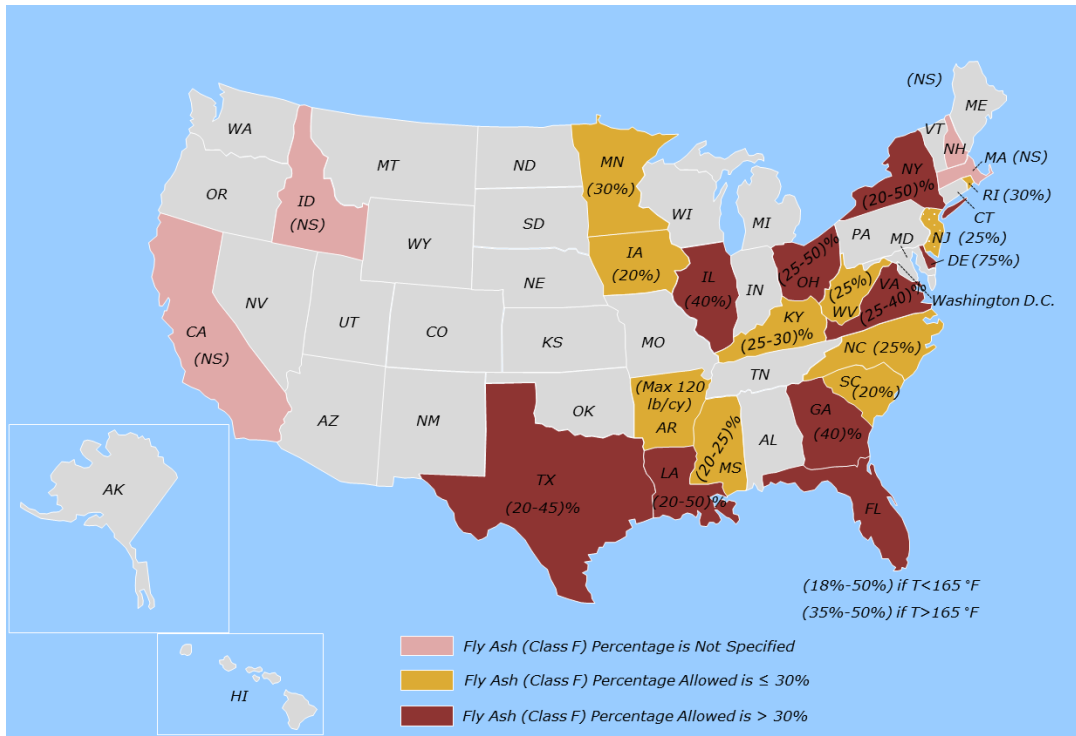 (NS)
ME
WA
VT
NH
MT
ND
MN
(30%)
MA (NS)
NY
(20-50)%
RI (30%)
OR
ID
(NS)
SD
WI
MI
CT
WY
PA
MD
NJ (25%)
IA
(20%)
DE (75%)
NE
IL
(40%)
IN
(25-50)%
OH
(25%)
WV
VA
(25-40)%
Washington D.C.
NV
UT
CO
CA
(NS)
KS
MO
KY
(25-30)%
NC (25%)
TN
SC
(20%)
AZ
NM
OK
(Max 120
lb/cy)
AR
(20-25)%
MS
AL
GA
(40)%
TX
(20-45)%
LA
(20-50)%
FL
AK
(18%-50%) if T<165 °F
(35%-50%) if T>165 °F
HI
Fly Ash (Class F) Percentage is Not Specified
Fly Ash (Class F) Percentage Allowed is ≤ 30%
Fly Ash (Class F) Percentage Allowed is > 30%